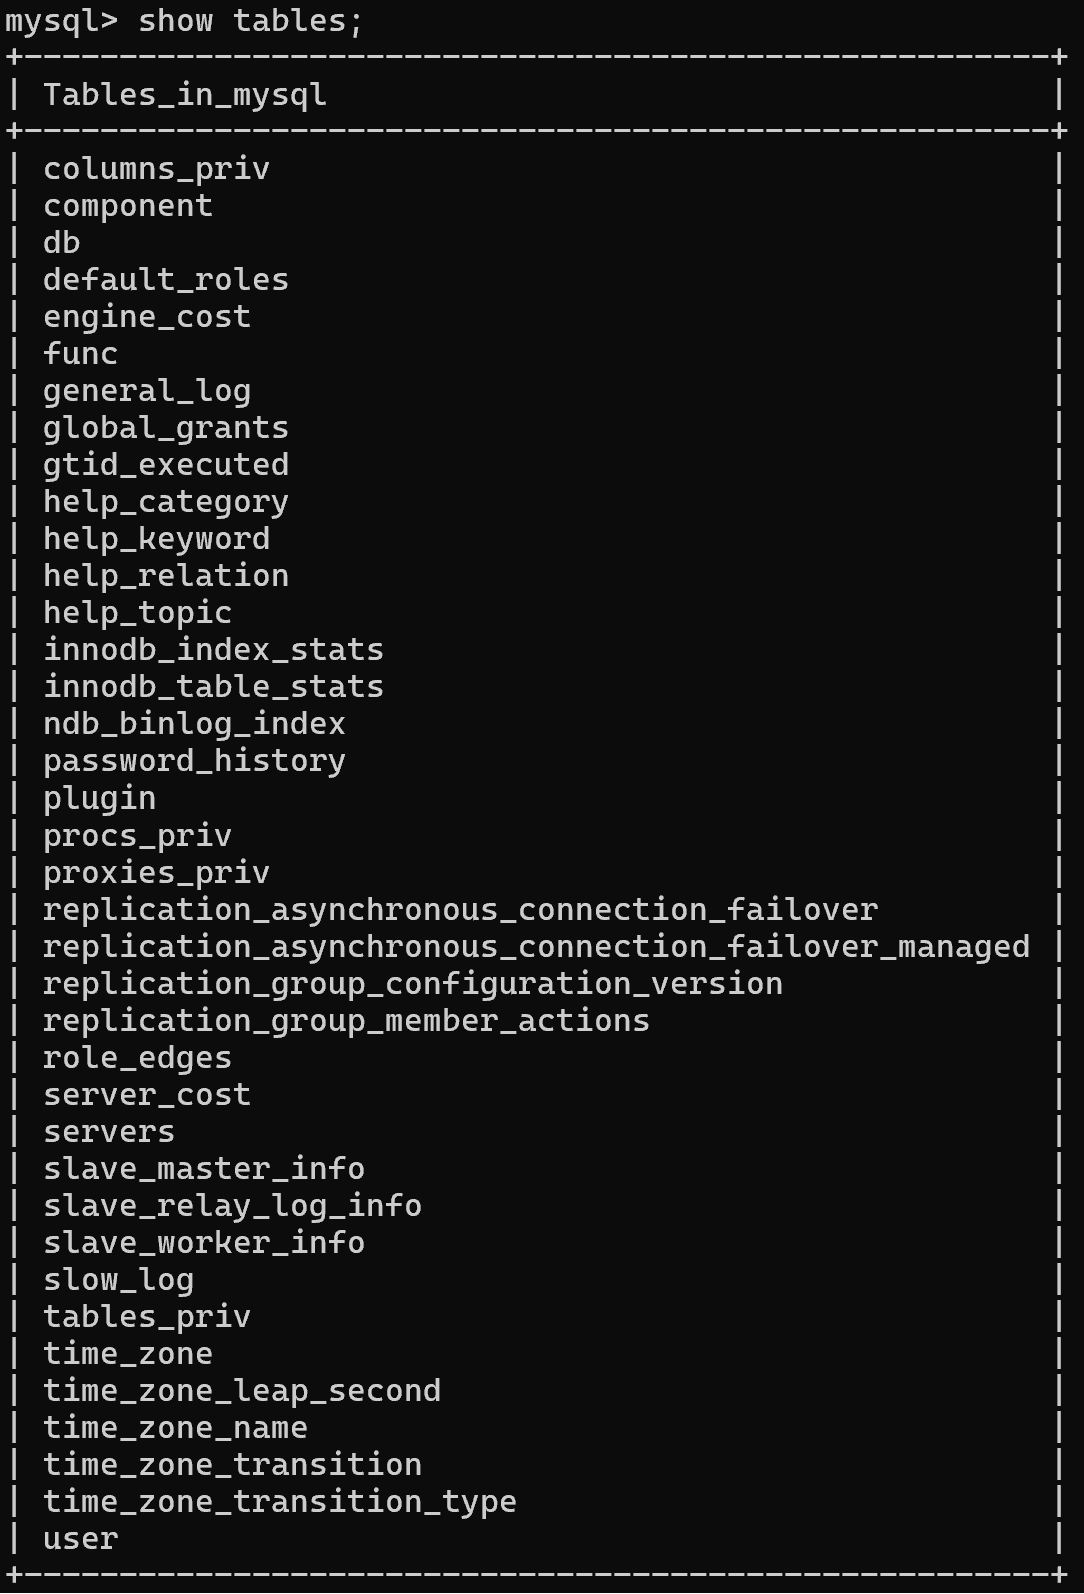 mysql> show tables;
+------------------------------------------------------+
| Tables_in_mysql                                      |
+------------------------------------------------------+
| columns_priv                                         |
| component                                            |
| db                                                   |
| default_roles                                        |
| engine_cost                                          |
| func                                                 |
| general_log                                          |
| global_grants                                        |
| gtid_executed                                        |
| help_category                                        |
| help_keyword                                         |
| help_relation                                        |
| help_topic                                           |
| innodb_index_stats                                   |
| innodb_table_stats                                   |
| ndb_binlog_index                                     |
| password_history                                     |
| plugin                                               |
| procs_priv                                           |
| proxies_priv                                         |
| replication_asynchronous_connection_failover         |
| replication_asynchronous_connection_failover_managed |
| replication_group_configuration_version              |
| replication_group_member_actions                     |
| role_edges                                           |
| server_cost                                          |
| servers                                              |
| slave_master_info                                    |
| slave_relay_log_info                                 |
| slave_worker_info                                    |
| slow_log                                             |
| tables_priv                                          |
| time_zone                                            |
| time_zone_leap_second                                |
| time_zone_name                                       |
| time_zone_transition                                 |
| time_zone_transition_type                            |
| user                                                 |
+------------------------------------------------------+